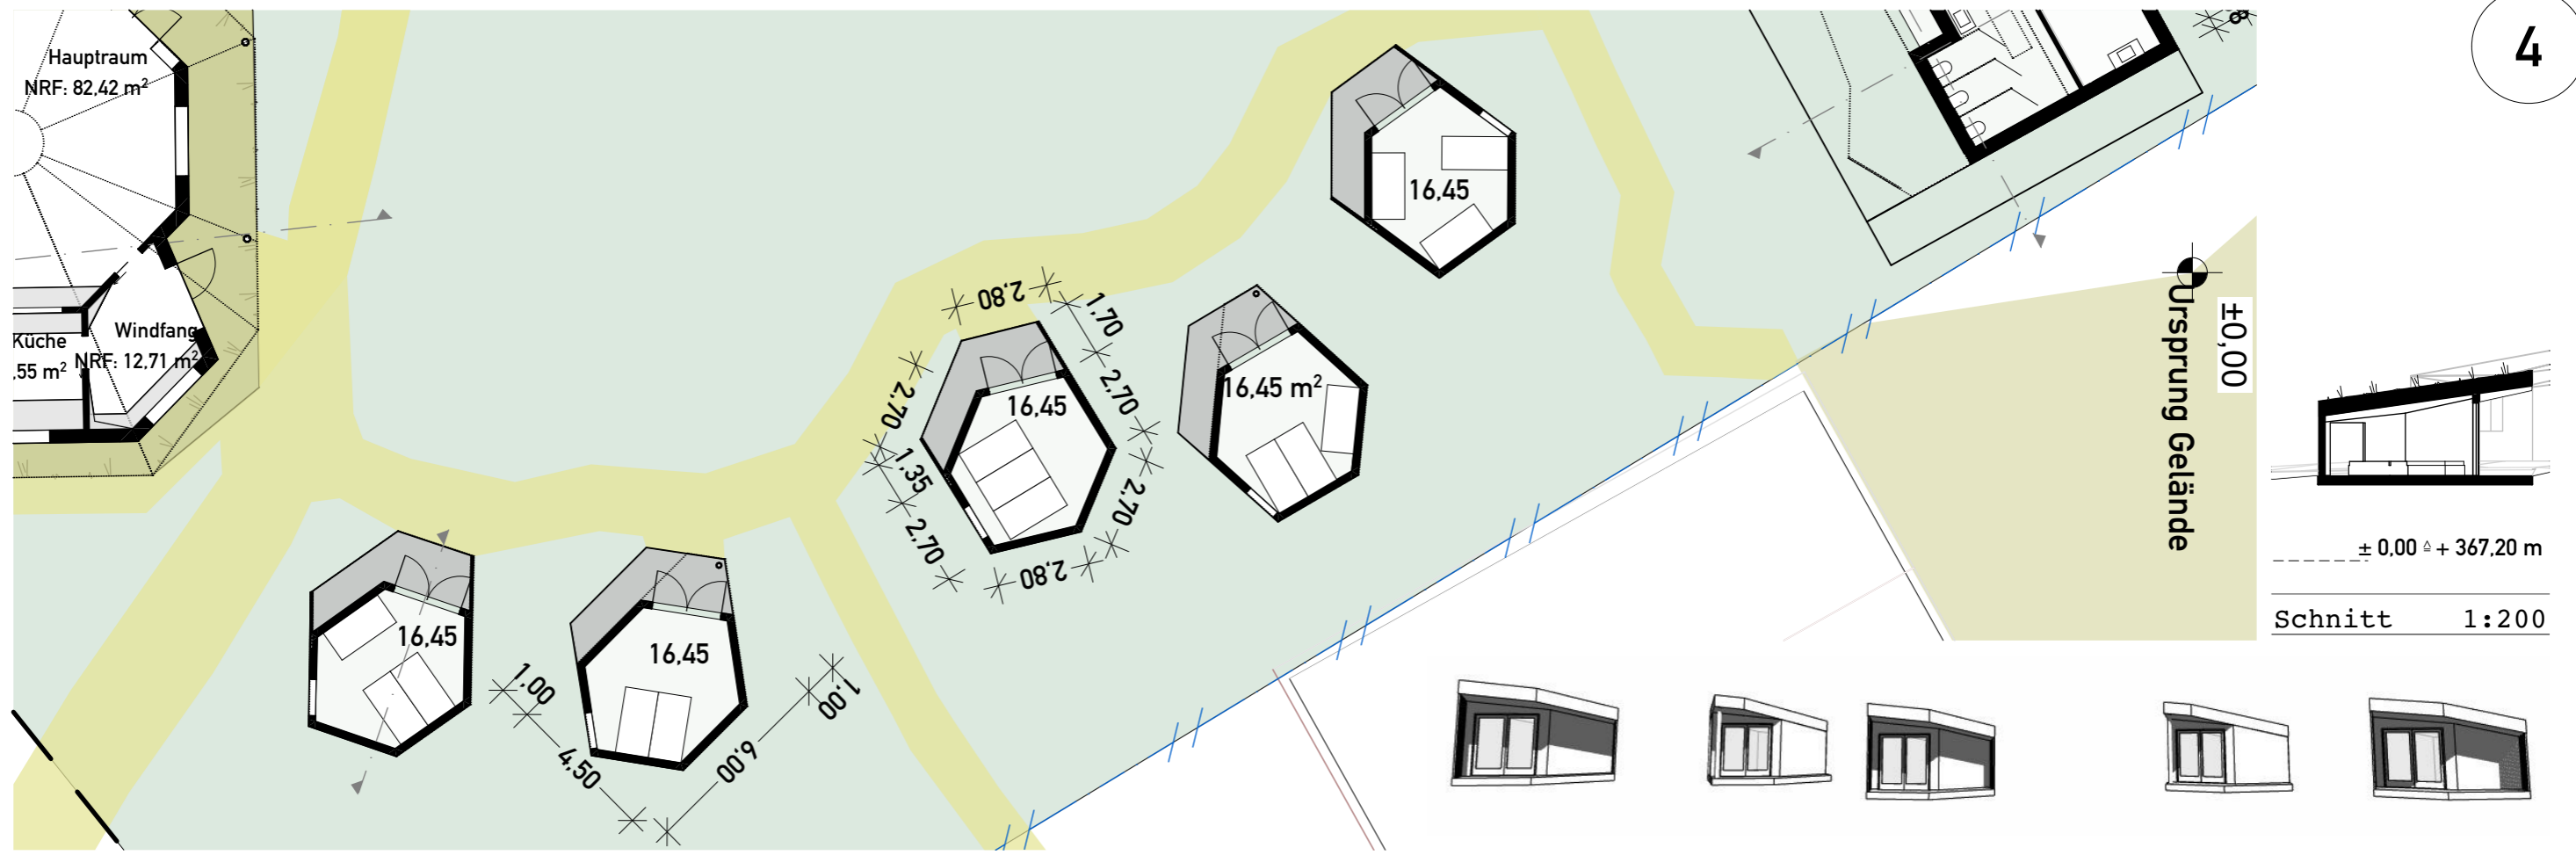 Hauptraum
NRF: 82,42 m²
Küche
,55 m²
Windfang
NRF: 12,71 m²
16,45
16,45
1,00
4,50
6,00
1,00
2,80
1,70
2,70
2,70
2,80
2,70
1,35
2,70
16,45
16,45 m²
16,45
8
±0,00
Ursprung Gelände
4
± 0,00 ≙ + 367,20 m
Schnitt 1:200